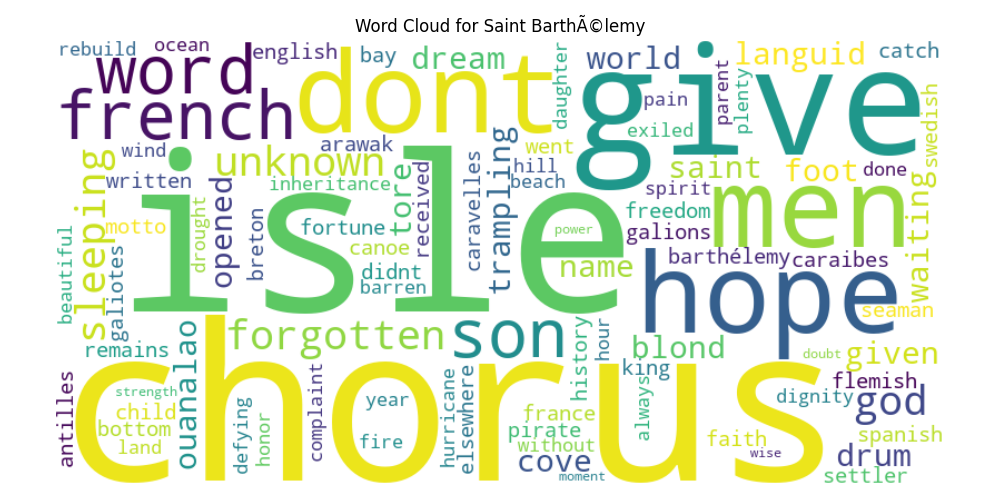 Word Cloud for Saint BarthÃ©lemy
rebuild ocean english bay dream daughter world languid catch
word dont give
french pain parent plenty swedish
exiled
wind arawak went
unknown hill saint foot done
written inheritance beach spirit men
sleeping isle tore received caravelles trampling
motto drought opened breton fortune canoe power freedom
galions waiting
beautiful galiotes didnt name barthélemy caraibes
barren hope seaman
forgotten son
remains ouanalao history hour blond doubt given
king
antilles strength chorus always flemish
child year dignity god
bottom defying honor complaint hurricane elsewhere france
pirate spanish
land fire without faith
cove wise drum
moment settler